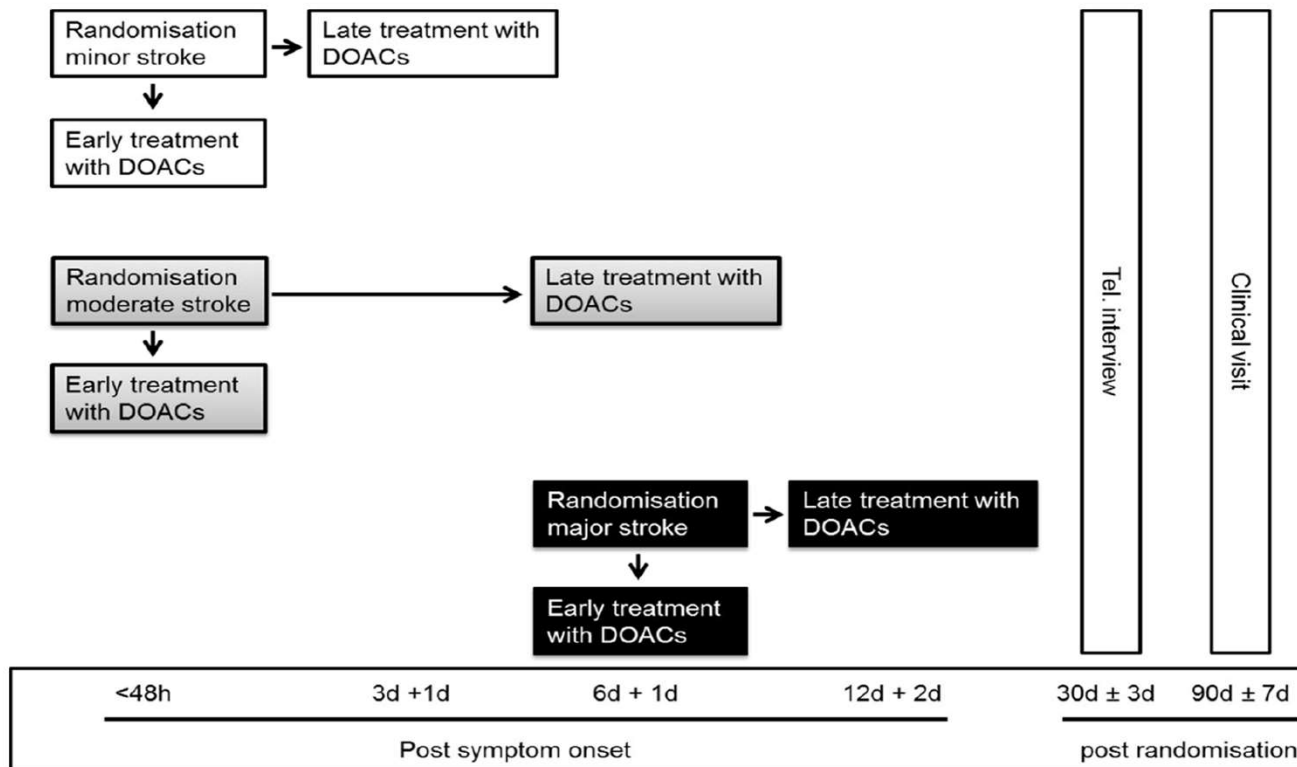 Randomisation
minor stroke
Late treatment with
DOACs
Early treatment
with DOACs
Randomisation
moderate stroke
Late treatment with
DOACs
Early treatment
with DOACs
Randomisation
major stroke
Late treatment with
DOACs
Early treatment
with DOACs
Tel. interview
Clinical visit
<48h 3d +1d 6d + 1d 12d + 2d 30d ± 3d 90d ± 7d
Post symptom onset post randomisation